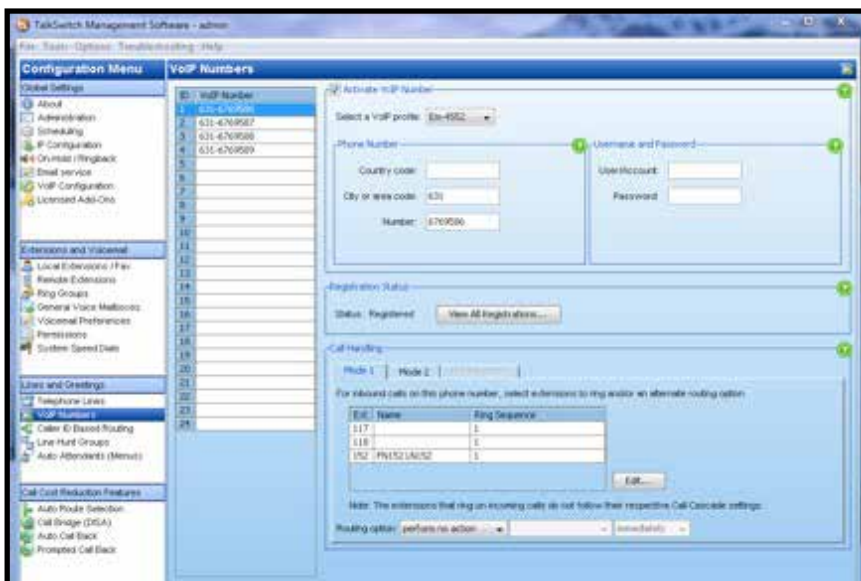 TalkSwitch Management Software - admin
File Tools Options Troubleshooting Help
Configuration Menu
VoIP Numbers
Global Settings
About
Administration
Scheduling
IP Configuration
On-Hold / Ringback
Email service
VoIP Configuration
Licensed Add-Ons
Extensions and Voicemail
Local Extensions / Fax
Remote Extensions
Ring Groups
General Voice Mailboxes
Voicemail Preferences
Permissions
System Speed Dials
Lines and Greetings
Telephone Lines
VoIP Numbers
Caller ID Based Routing
Line Hunt Groups
Auto Attendants (Menus)
Call Cost Reduction Features
Auto Route Selection
Call Bridge (DISA)
Auto Call Back
Prompted Call Back
ID VoIP Number
1 631-6769586
2 631-6769587
3 631-6769588
4 631-6769589
5
6
7
8
9
10
11
12
13
14
15
16
17
18
19
20
21
22
23
24
Activate VoIP Number
Select a VoIP profile: Em-4552
Phone Number
Country code:
City or area code: 631
Number: 6769586
Username and Password
User/Account:
Password:
Registration Status
Status: Registered View All Registrations...
Call Handling
Mode 1 Mode 2
For inbound calls on this phone number, select extensions to ring and/or an alternate routing option
Ext Name Ring Sequence
117 1
118 1
152 1
Edit...
Note: The extensions that ring on incoming calls do not follow their respective Call Cascade settings.
Routing option: perform no action immediately